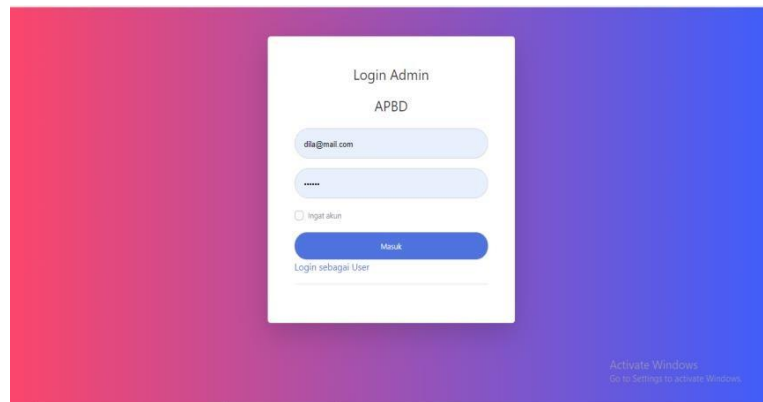 Login Admin
APBD
dila@mail.com
••••••
Ingat akun
Masuk
Login sebagai User
Activate Windows
Go to Settings to activate Windows.